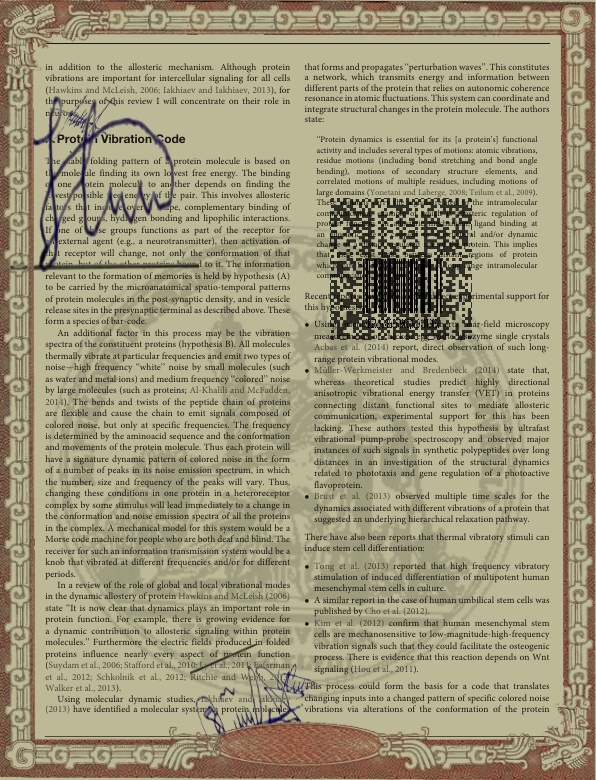 in addition to the allosteric mechanism. Although protein
vibrations are important for intercellular signaling for all cells
(Hawkins and McLeish, 2006; Jakhaiev and Iakhaiev, 2013), for
the purposes of this review I will concentrate on their role in
Protein Vibration Code
The stable folding pattern of a protein molecule is based on
molecule finding its own lowest free energy. The binding
of one protein molecule to another depends on finding the
lowest possible energy of the pair. This involves allosteric
factors that involve cover shape, complementary binding of
charged groups, hydrogen bonding and lipophilic interactions.
If one of these groups functions as part of the receptor for
external agent (e.g., a neurotransmitter), then activation of
that receptor will change, not only the conformation of that
protein but of the other proteins bound to it. The information
relevant to the formation of memories is held by hypothesis (A)
to be carried by the microanatomical spatio-temporal patterns
of protein molecules in the post-synaptic density, and in vesicle
release sites in the presynaptic terminal as described above. These
form a species of bar-code.
An additional factor in this process may be the vibration
spectra of the constituent proteins (hypothesis B). All molecules
thermally vibrate at particular frequencies and emit two types of
noise—high frequency “white” noise by small molecules (such
as water and metal ions) and medium frequency “colored” noise
by large molecules (such as proteins; Al-Khalili and McFadden,
2014). The bends and twists of the peptide chain of proteins
are flexible and cause the chain to emit signals composed of
colored noise, but only at specific frequencies. The frequency
is determined by the aminoacid sequence and the conformation
and movements of the protein molecule. Thus each protein will
have a signature dynamic pattern of colored noise in the form
of a number of peaks in its noise emission spectrum, in which
the number, size and frequency of the peaks will vary. Thus,
changing these conditions in one protein in a heteroreceptor
complex by some stimulus will lead immediately to a change in
the conformation and noise emission spectra of all the proteins
in the complex. A mechanical model for this system would be a
Morse code machine for people who are both deaf and blind. The
receiver for such an information transmission system would be a
knob that vibrated at different frequencies and/or for different
periods.
In a review of the role of global and local vibrational modes
in the dynamic allostery of protein Hawkins and McLeish (2006)
state “It is now clear that dynamics plays an important role in
protein function. For example, there is growing evidence for
a dynamic contribution to allosteric signaling within protein
molecules.” Furthermore the electric fields produced in folded
proteins influence nearly every aspect of protein function
(Suydam et al., 2006; Stafford et al., 2010; et al., 2011; Faferman
et al., 2012; Schkolnik et al., 2012; Ritchie and Webb,
Walker et al., 2013).
Using molecular dynamic studies, Iakhaiev and
(2013) have identified a molecular system in protein molecules
that forms and propagates “perturbation waves”. This constitutes
a network, which transmits energy and information between
different parts of the protein that relies on autonomic coherence
resonance in atomic fluctuations. This system can coordinate and
integrate structural changes in the protein molecule. The authors
state:
“Protein dynamics is essential for its [a protein’s] functional
activity and includes several types of motions: atomic vibrations,
residue motions (including bond stretching and bond angle
bending), motions of secondary structure elements, and
correlated motions of multiple residues, including motions of
large domains (Yonetani and Laberge, 2008; Teilum et al., 2009).
the intramolecular
steric regulation of
ligand binding at
an and/or dynamic
protein. This implies
that regions of protein
intramolecular
Recent experimental support for
this
• Using far-field microscopy
enzyme single crystals
Acbas et al. (2014) report, direct observation of such long-
range protein vibrational modes.
• Müller-Werkmeister and Bredenbeck (2014) state that,
whereas theoretical studies predict highly directional
anisotropic vibrational energy transfer (VET) in proteins
connecting distant functional sites to mediate allosteric
communication, experimental support for this has been
lacking. These authors tested this hypothesis by ultrafast
vibrational pump-probe spectroscopy and observed major
instances of such signals in synthetic polypeptides over long
distances in an investigation of the structural dynamics
related to phototaxis and gene regulation of a photoactive
flavoprotein.
• Brust et al. (2013) observed multiple time scales for the
dynamics associated with different vibrations of a protein that
suggested an underlying hierarchical relaxation pathway.
There have also been reports that thermal vibratory stimuli can
induce stem cell differentiation:
• Tong et al. (2013) reported that high frequency vibratory
stimulation of induced differentiation of multipotent human
mesenchymal stem cells in culture.
• A similar report in the case of human umbilical stem cells was
published by Cho et al. (2012).
• Kim et al. (2012) confirm that human mesenchymal stem
cells are mechanosensitive to low-magnitude-high-frequency
vibration signals such that they could facilitate the osteogenic
process. There is evidence that this reaction depends on Wnt
signaling (Hou et al., 2011).
This process could form the basis for a code that translates
changing inputs into a changed pattern of specific colored noise
vibrations via alterations of the conformation of the protein